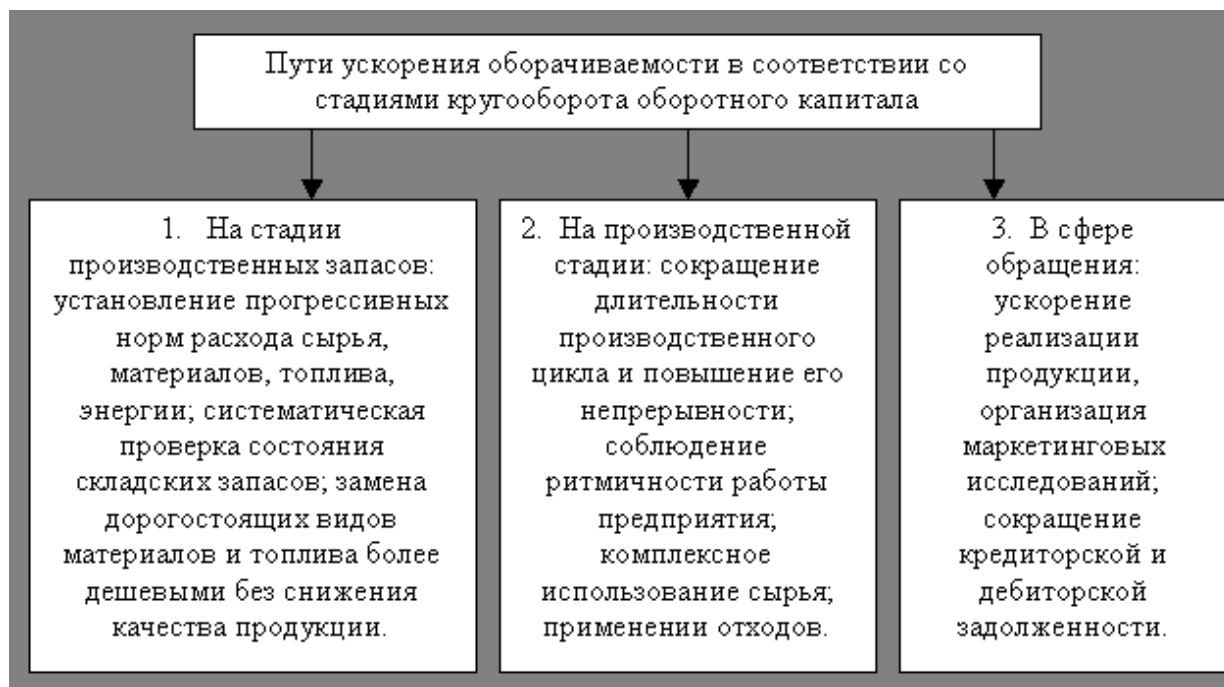 Пути ускорения оборачиваемости в соответствии со
стадиями кругооборота оборотного капитала
1. На стадии
производственных запасов:
установление прогрессивных
норм расхода сырья,
материалов, топлива,
энергии; систематическая
проверка состояния
складских запасов; замена
дорогостоящих видов
материалов и топлива более
дешевыми без снижения
качества продукции.
2. На производственной
стадии: сокращение
длительности
производственного
цикла и повышение его
непрерывности;
соблюдение
ритмичности работы
предприятия;
комплексное
использование сырья;
применении отходов.
3. В сфере
обращения:
ускорение
реализации
продукции,
организация
маркетинговых
исследований;
сокращение
кредиторской и
дебиторской
задолженности.